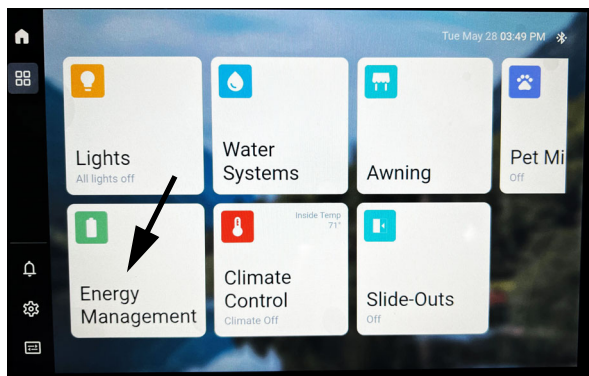 Tue May 28 03:49 PM
Lights
All lights off
Water
Systems
Awning
Pet Mi
Off
Energy
Management
Inside Temp
71°
Climate
Control
Climate Off
Slide-Outs
Off